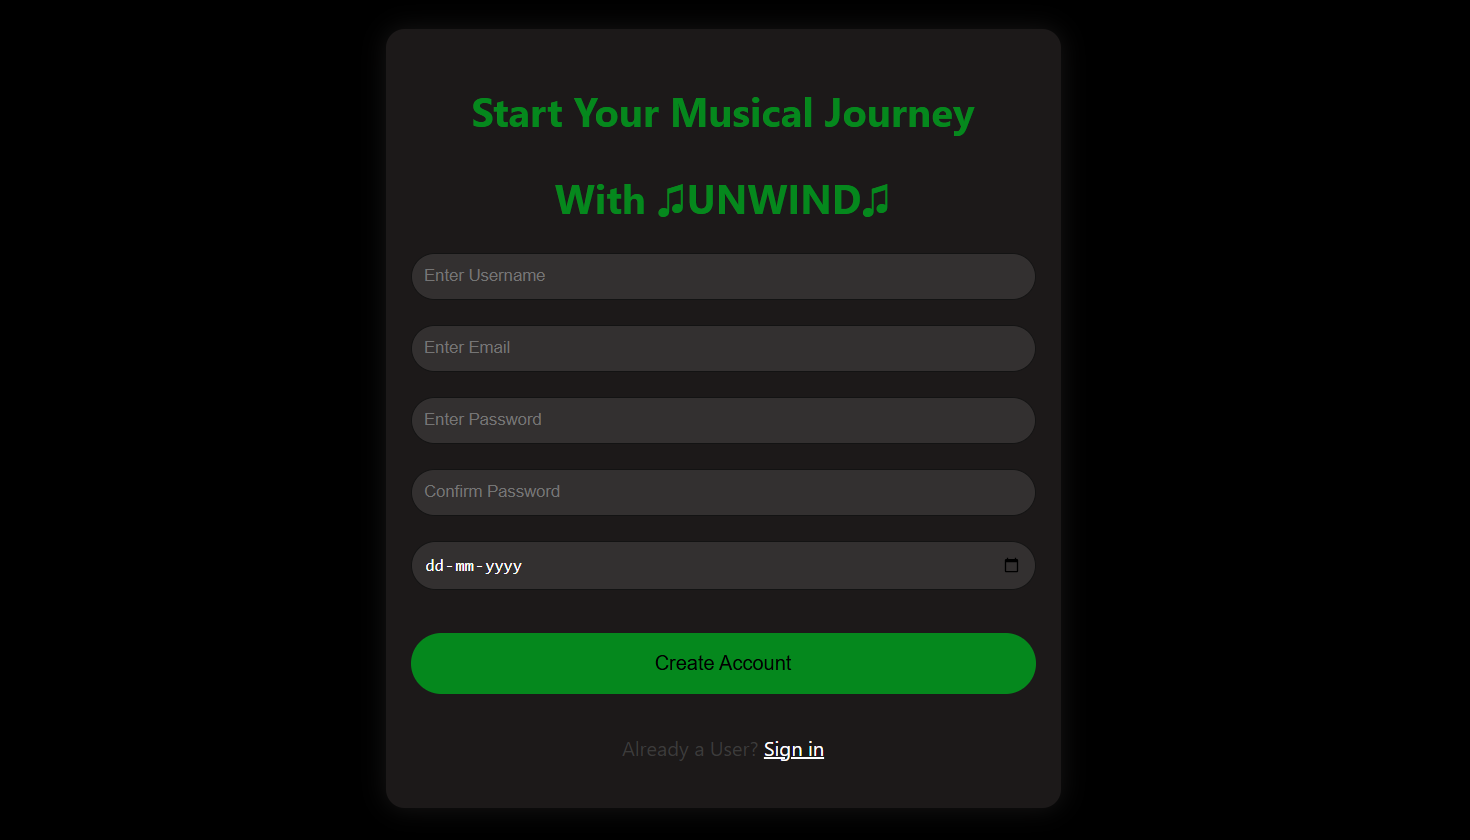 Start Your Musical Journey
With ♫UNWIND♫
Enter Username
Enter Email
Enter Password
Confirm Password
dd-mm-yyyy
Create Account
Already a User? Sign in